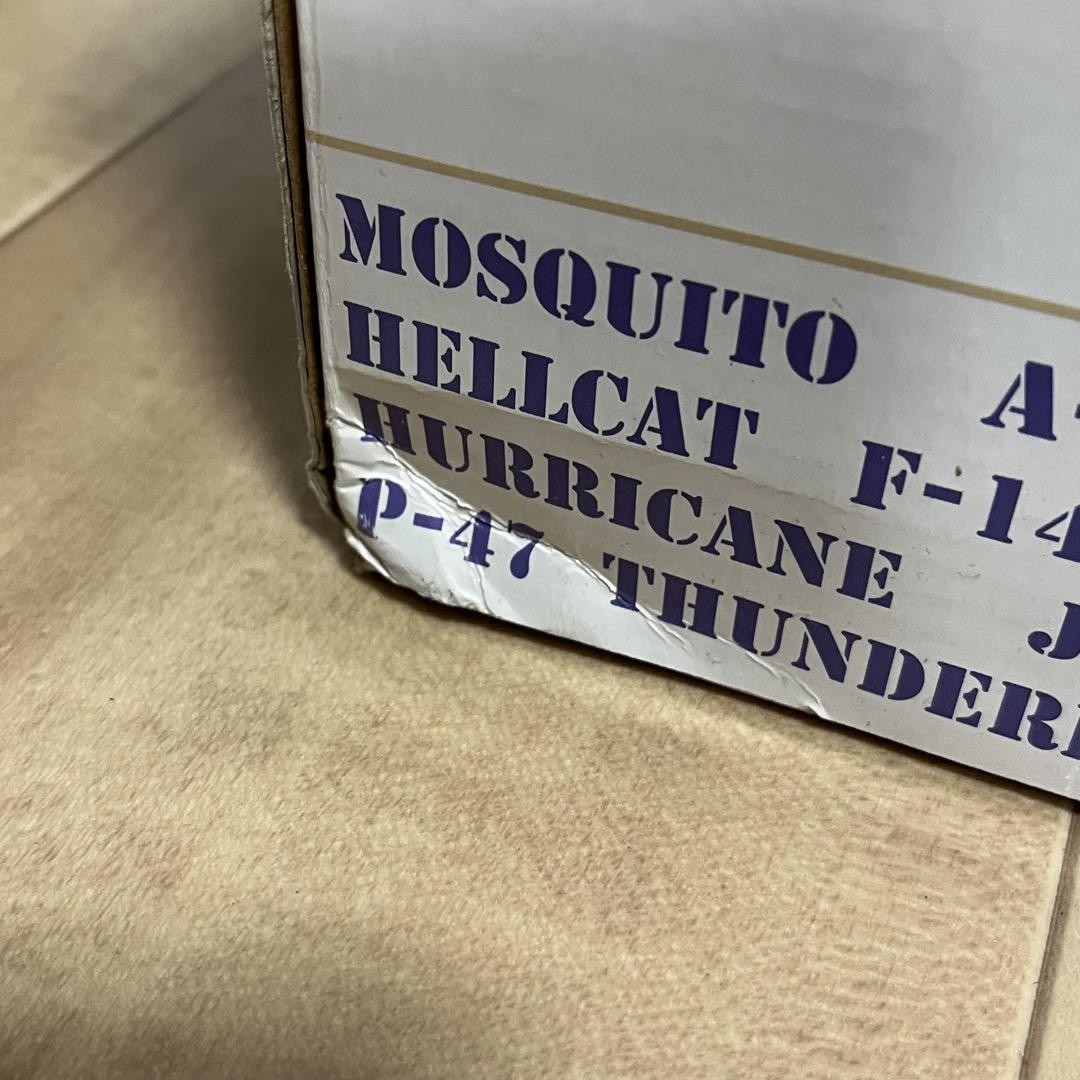 MOSQUITO A
HELLCAT F-14
HURRICANE J
P-47 THUNDER